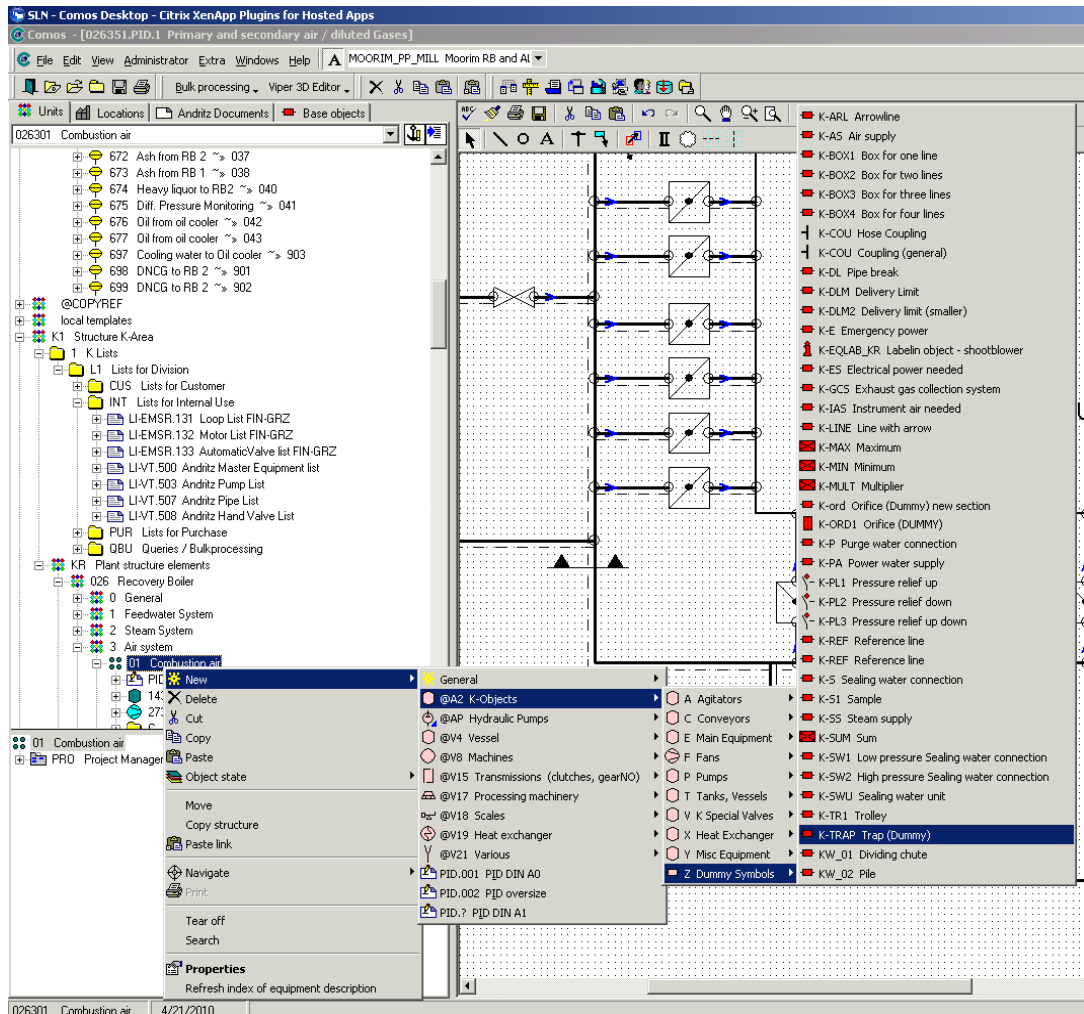 SLN - Comos Desktop - Citrix XenApp Plugins for Hosted Apps
Comos - [026351.PID.1 Primary and secondary air / diluted Gases]
File Edit View Administrator Extra Windows Help A MOORIM_PP_MILL Moorim RB and Al
Bulk processing Viper 3D Editor
Units Locations Andritz Documents Base objects
026301 Combustion air
672 Ash from RB 2 ~» 037
673 Ash from RB 1 ~» 038
674 Heavy liquor to RB2 ~» 040
675 Diff. Pressure Monitoring ~» 041
676 Oil from oil cooler ~» 042
677 Oil from oil cooler ~» 043
697 Cooling water to Oil cooler ~» 903
698 DNCG to RB 2 ~» 901
699 DNCG to RB 2 ~» 902
@COPYREF
local templates
K1 Structure K-Area
1 K Lists
L1 Lists for Division
CUS Lists for Customer
INT Lists for Internal Use
LI-EMSR.131 Loop List FIN-GRZ
LI-EMSR.132 Motor List FIN-GRZ
LI-EMSR.133 AutomaticValve list FIN-GRZ
LI-VT.500 Andritz Master Equipment list
LI-VT.503 Andritz Pump List
LI-VT.507 Andritz Pipe List
LI-VT.508 Andritz Hand Valve List
PUR Lists for Purchase
QBU Queries / Bulkprocessing
KR Plant structure elements
026 Recovery Boiler
0 General
1 Feedwater System
2 Steam System
3 Air system
01 Combustion air
PID
143
273
C
01 Combustion air
PRO Project Manager
New
Delete
Cut
Copy
Paste
Object state
Move
Copy structure
Paste link
Navigate
Print
Tear off
Search
Properties
Refresh index of equipment description
General
@A2 K-Objects
@AP Hydraulic Pumps
@V4 Vessel
@V8 Machines
@V15 Transmissions (clutches, gearNO)
@V17 Processing machinery
@V18 Scales
@V19 Heat exchanger
@V21 Various
PID.001 PID DIN A0
PID.002 PID oversize
PID.? PID DIN A1
A Agitators
C Conveyors
E Main Equipment
F Fans
P Pumps
T Tanks, Vessels
V K Special Valves
X Heat Exchanger
Y Misc Equipment
Z Dummy Symbols
K-ARL Arrowline
K-AS Air supply
K-BOX1 Box for one line
K-BOX2 Box for two lines
K-BOX3 Box for three lines
K-BOX4 Box for four lines
K-COU Hose Coupling
K-COU Coupling (general)
K-DL Pipe break
K-DLM Delivery Limit
K-DLM2 Delivery limit (smaller)
K-E Emergency power
K-EQLAB_KR Labelin object - shootblower
K-ES Electrical power needed
K-GCS Exhaust gas collection system
K-IAS Instrument air needed
K-LINE Line with arrow
K-MAX Maximum
K-MIN Minimum
K-MULT Multiplier
K-ord Orifice (Dummy) new section
K-ORD1 Orifice (DUMMY)
K-P Purge water connection
K-PA Power water supply
K-PL1 Pressure relief up
K-PL2 Pressure relief down
K-PL3 Pressure relief up down
K-REF Reference line
K-REF Reference line
K-S Sealing water connection
K-S1 Sample
K-SS Steam supply
K-SUM Sum
K-SW1 Low pressure Sealing water connection
K-SW2 High pressure Sealing water connection
K-SWU Sealing water unit
K-TR1 Trolley
K-TRAP Trap (Dummy)
KW_01 Dividing chute
KW_02 Pile
026301 Combustion air 4/21/2010